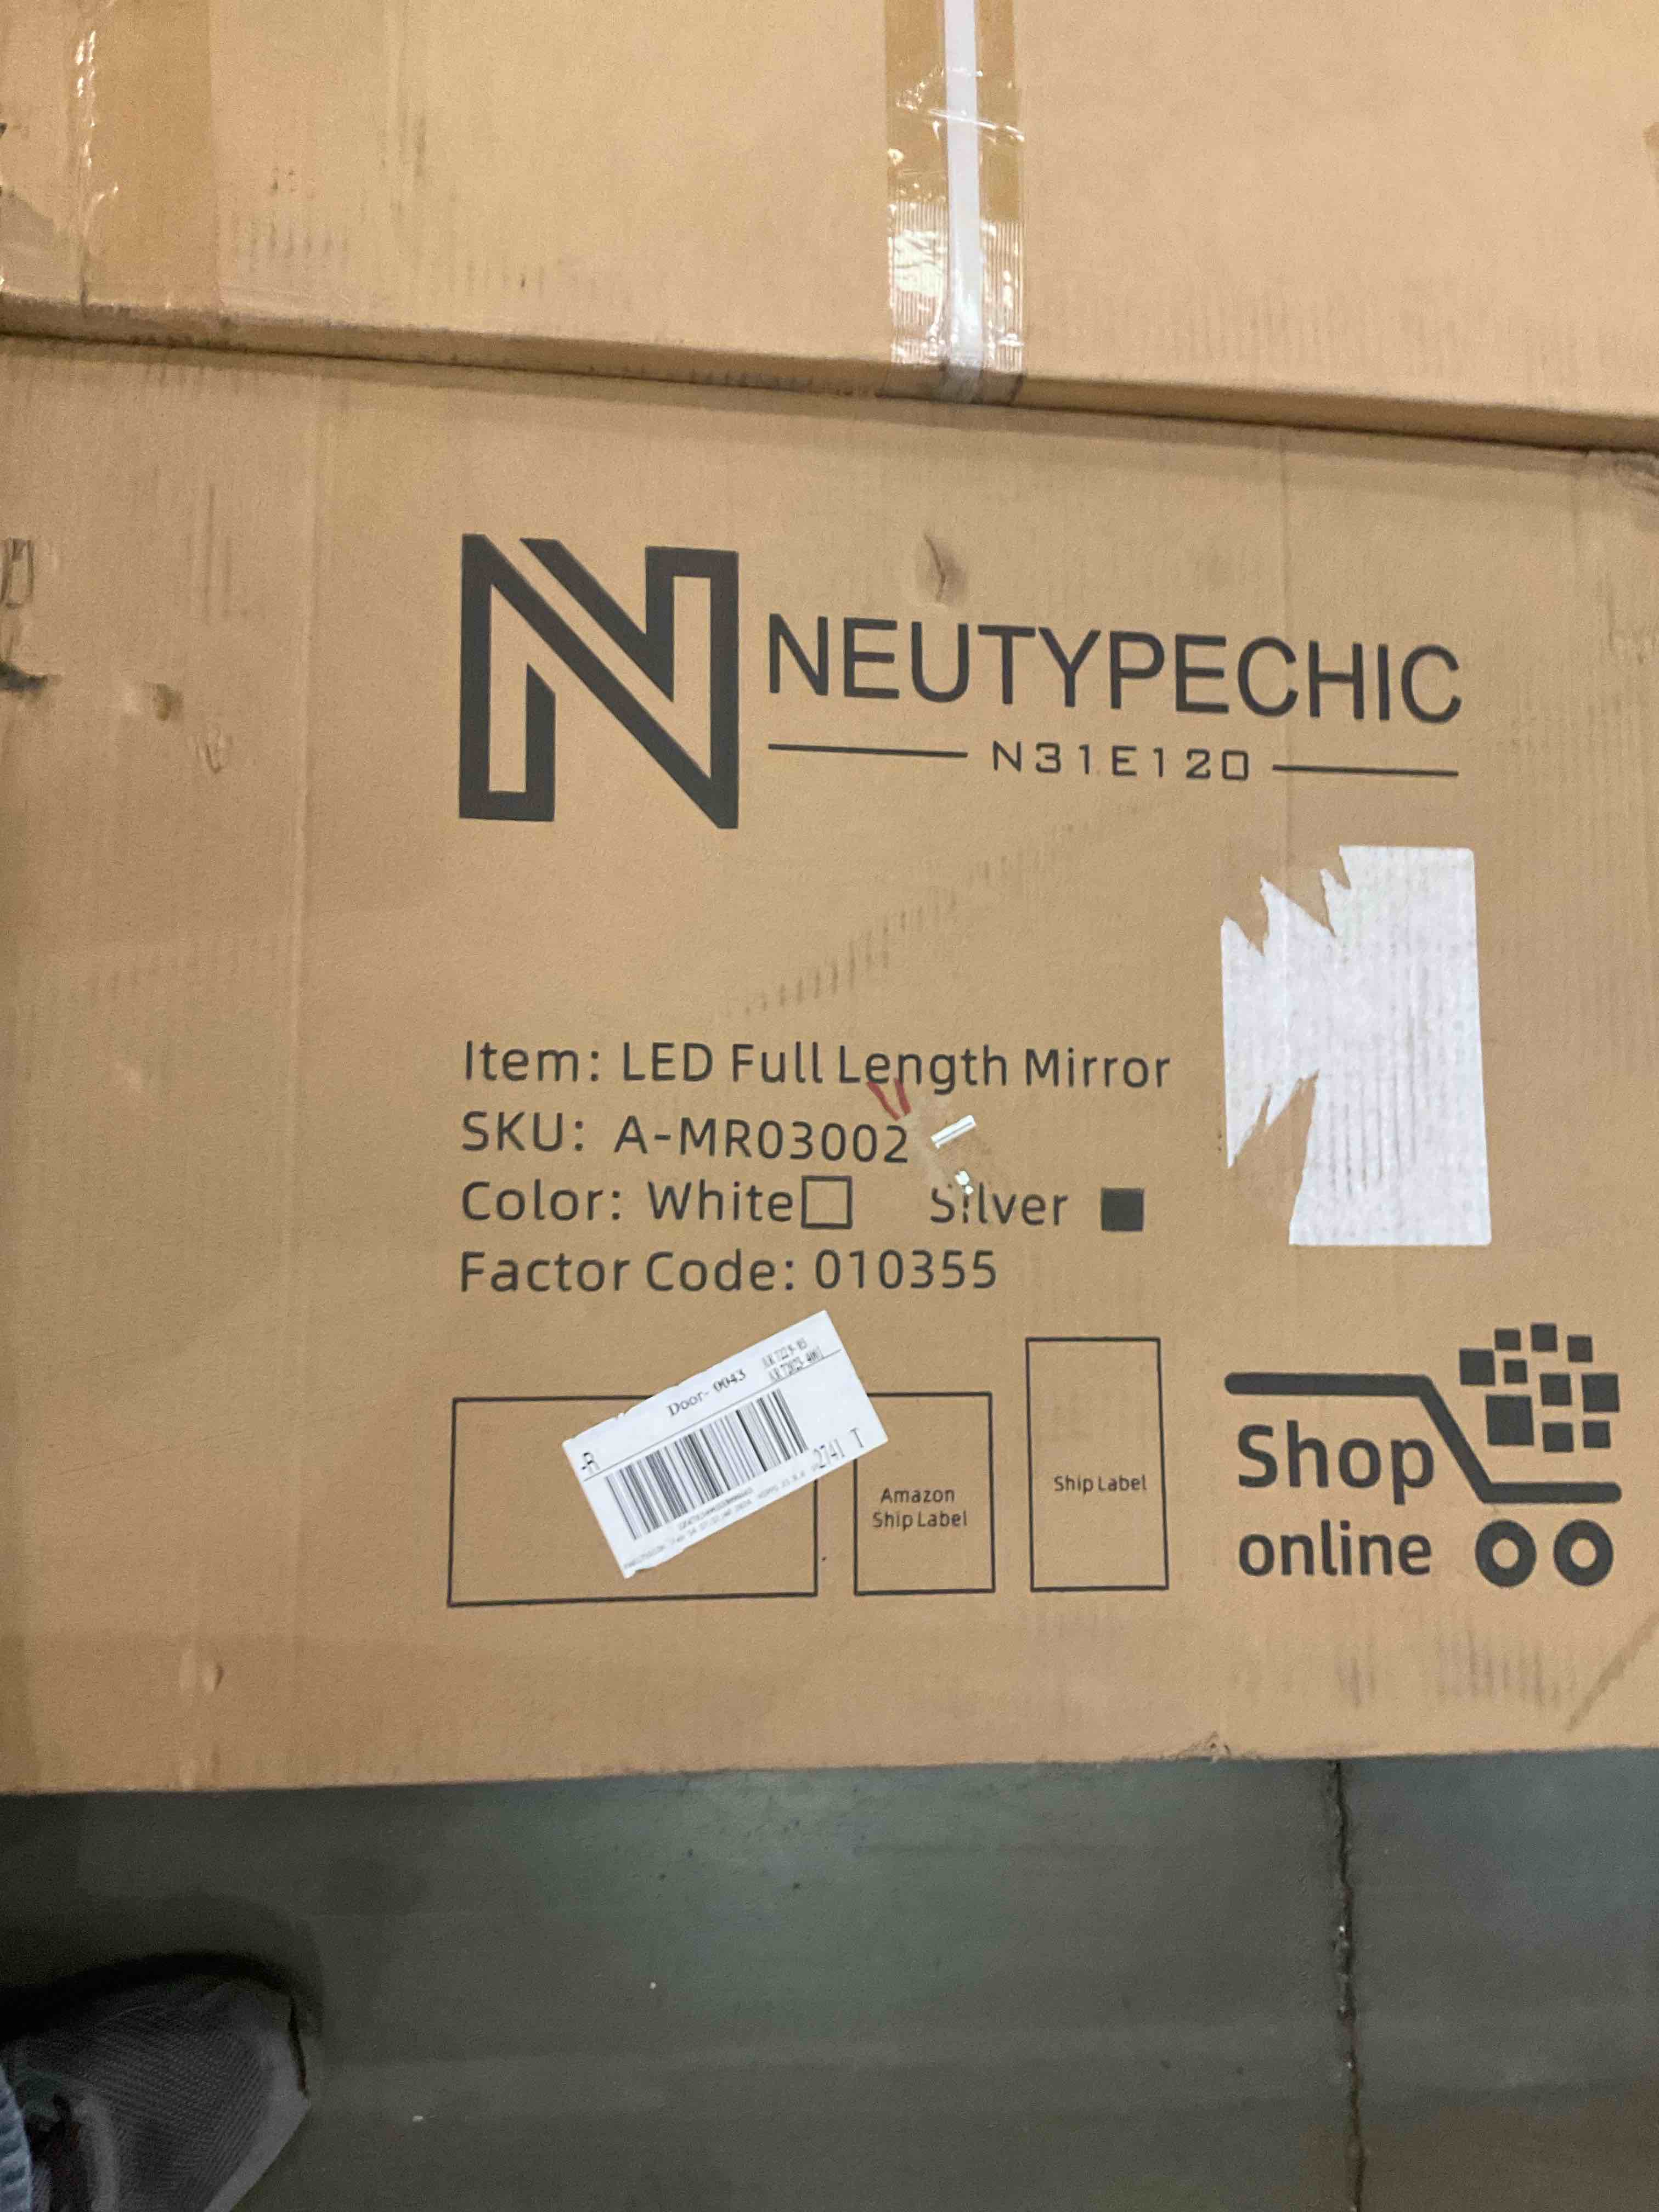 N NEUTYPECHIC
N31E120
Item: LED Full Length Mirror
SKU: A-MR03002
Color: White Silver
Factor Code: 010355
Door- 0043
-R
2741 T
Amazon
Ship Label
Ship Label
Shop
online